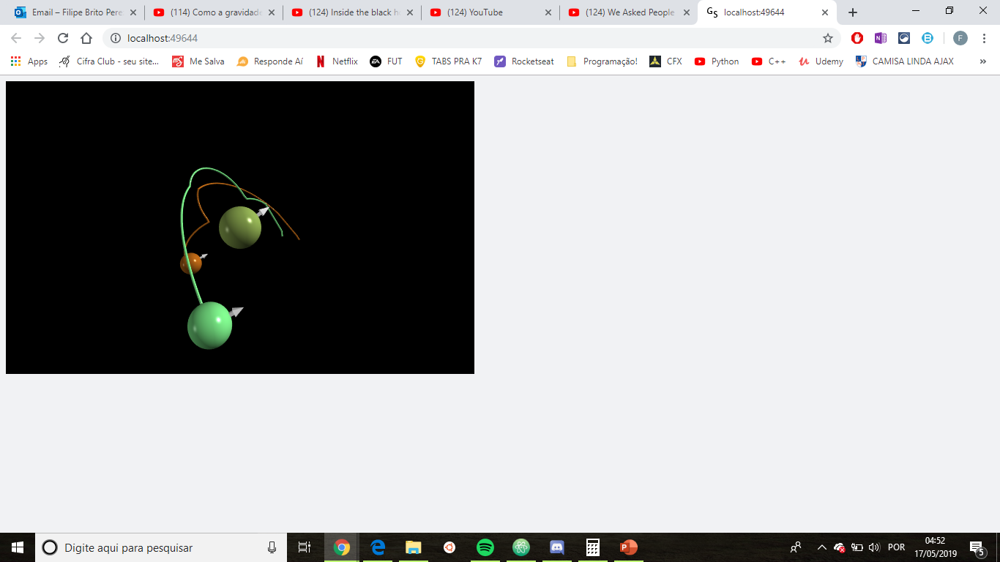 Email – Filipe Brito Pere
(114) Como a gravidade
(124) Inside the black h
(124) YouTube
(124) We Asked People
GS localhost:49644
localhost:49644
F
Apps
Cifra Club - seu site...
Me Salva
Responde Aí
Netflix
FUT
TABS PRA K7
Rocketseat
Programação!
CFX
Python
C++
Udemy
CAMISA LINDA AJAX
»
Digite aqui para pesquisar
POR
04:52
17/05/2019
5